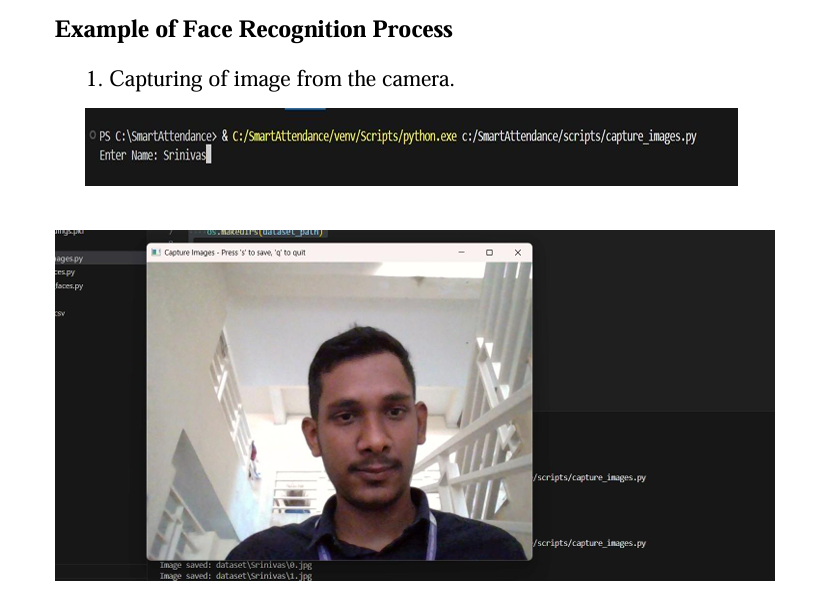 Example of Face Recognition Process
1. Capturing of image from the camera.
PS C:\SmartAttendance> & C:/SmartAttendance/venv/Scripts/python.exe c:/SmartAttendance/scripts/capture_images.py
Enter Name: Srinivas
os.makedirs(dataset_path)
Capture Images - Press 's' to save, 'q' to quit
ages.py
ces.py
faces.py
csv
/scripts/capture_images.py
/scripts/capture_images.py
Image saved: dataset\Srinivas\0.jpg
Image saved: dataset\Srinivas\1.jpg